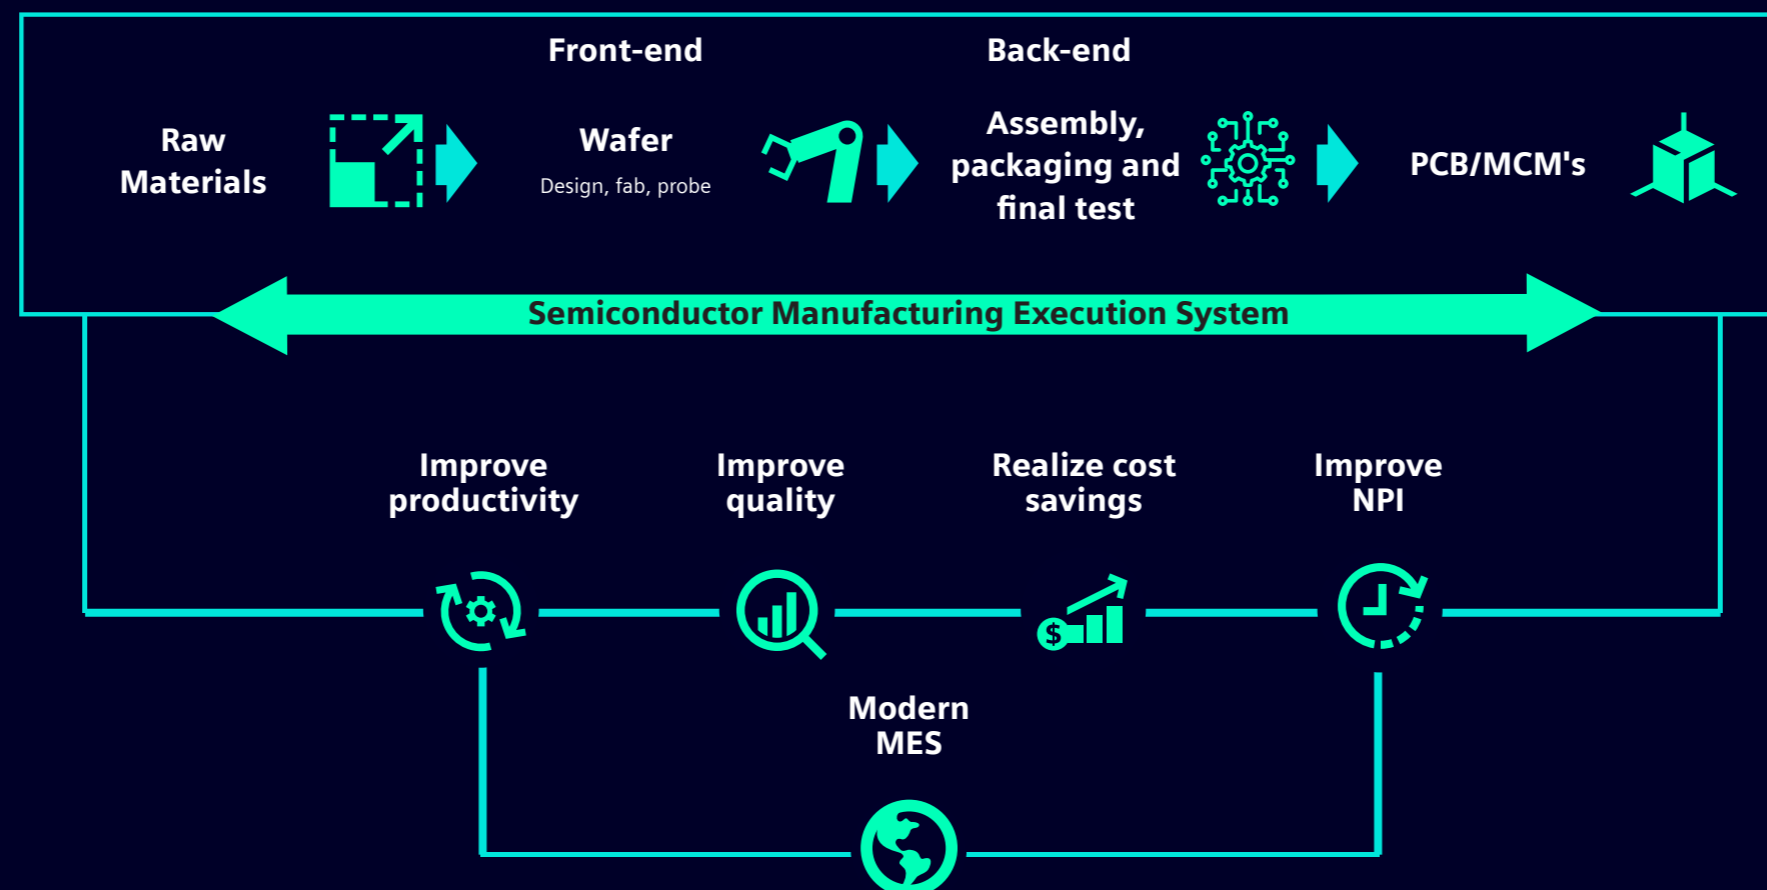 Front-end
Back-end
Raw
Materials
Wafer
Design, fab, probe
Assembly,
packaging and
final test
PCB/MCM's
Semiconductor Manufacturing Execution System
Improve
productivity
Improve
quality
Realize cost
savings
Improve
NPI
$
Modern
MES